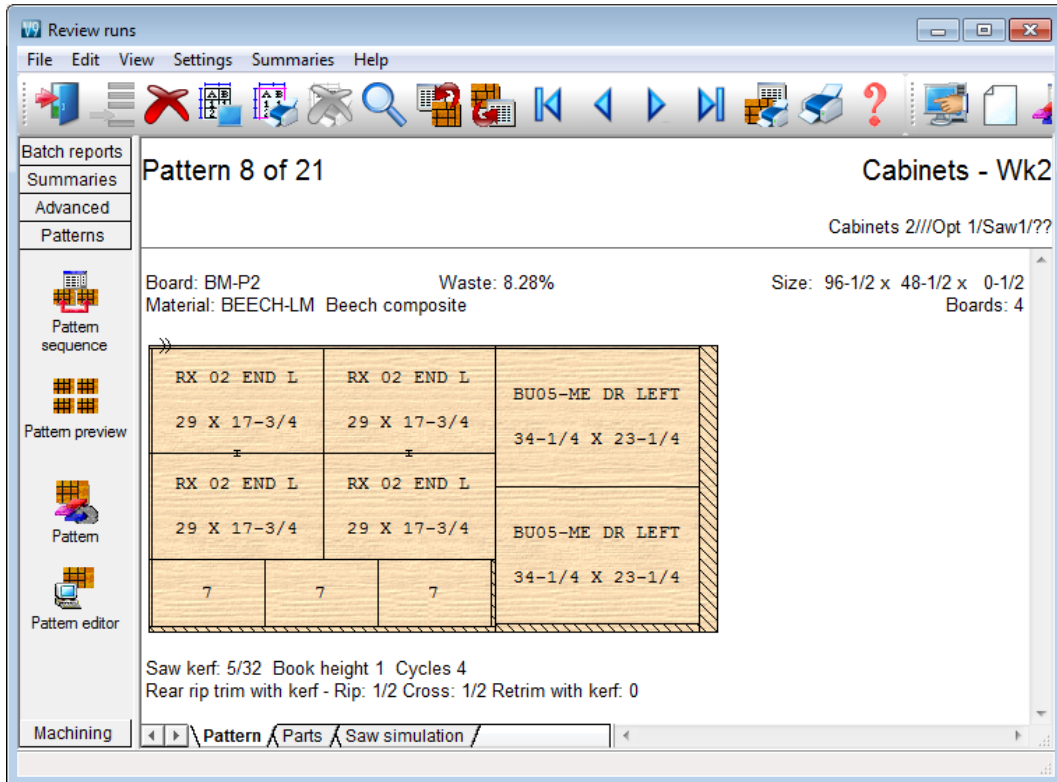 V9 Review runs
File Edit View Settings Summaries Help
Batch reports
Summaries
Advanced
Patterns
Pattern
sequence
Pattern preview
Pattern
Pattern editor
Machining
Pattern 8 of 21
Cabinets - Wk2
Cabinets 2///Opt 1/Saw1/??
Board: BM-P2 Waste: 8.28% Size: 96-1/2 x 48-1/2 x 0-1/2
Material: BEECH-LM Beech composite Boards: 4
RX 02 END L
29 X 17-3/4
RX 02 END L
29 X 17-3/4
BU05-ME DR LEFT
34-1/4 X 23-1/4
RX 02 END L
29 X 17-3/4
RX 02 END L
29 X 17-3/4
BU05-ME DR LEFT
34-1/4 X 23-1/4
7 7 7
Saw kerf: 5/32 Book height 1 Cycles 4
Rear rip trim with kerf - Rip: 1/2 Cross: 1/2 Retrim with kerf: 0
Pattern Parts Saw simulation